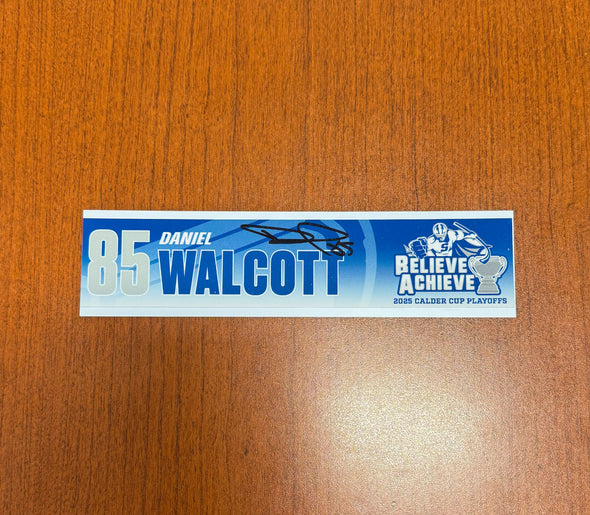 85
DANIEL
WALCOTT
BELIEVE
ACHIEVE
2025 CALDER CUP PLAYOFFS